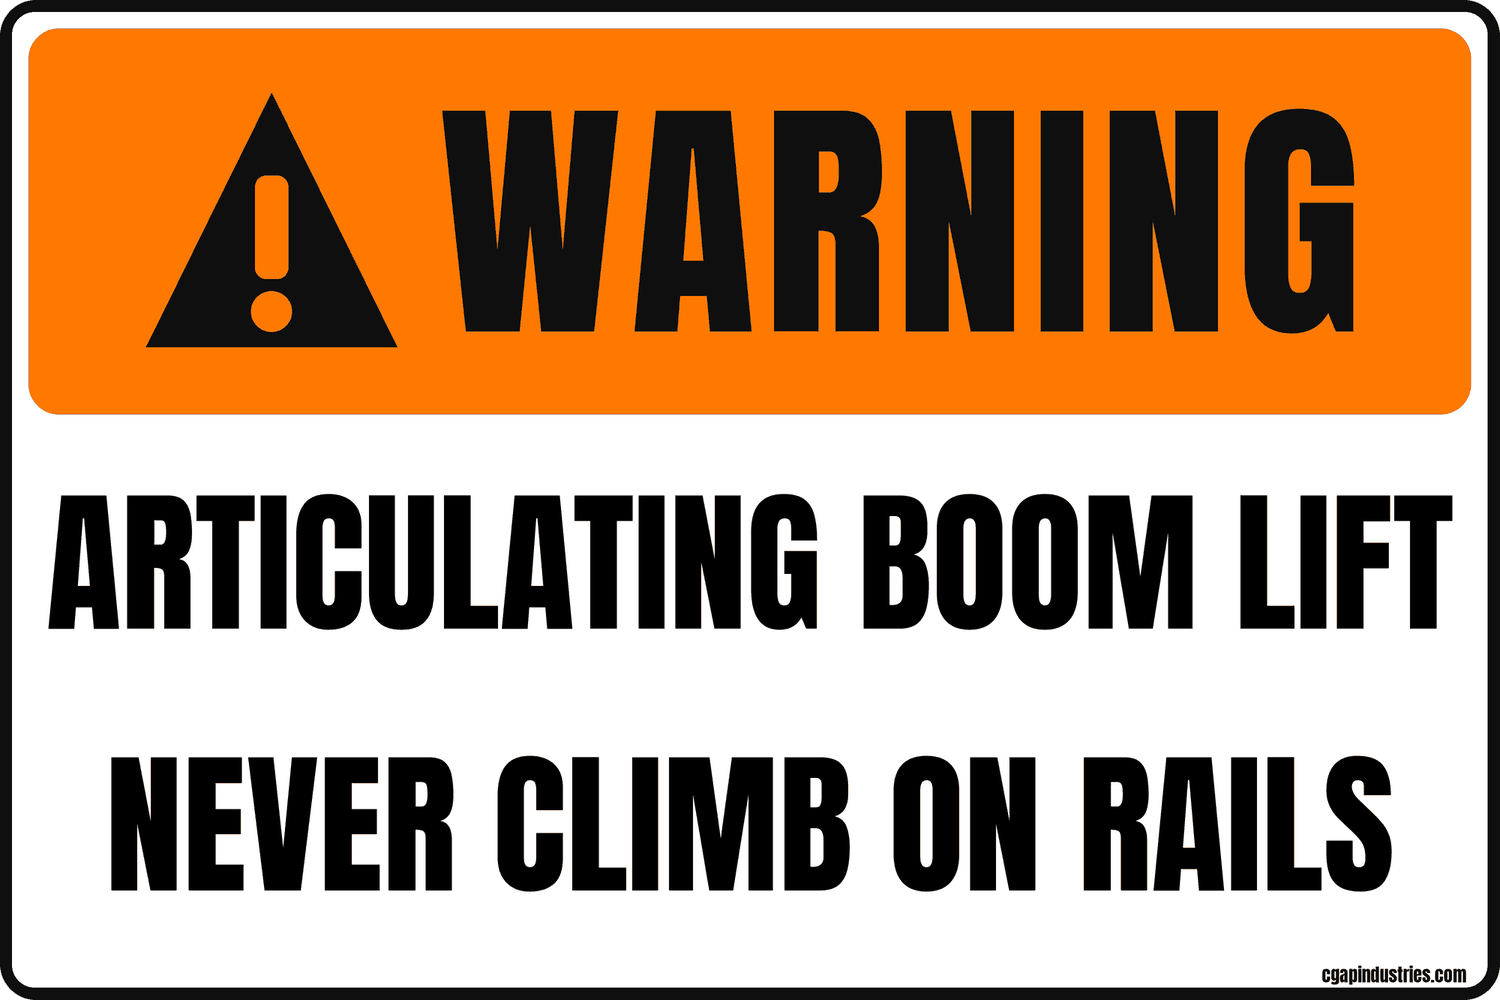 WARNING
ARTICULATING BOOM LIFT
NEVER CLIMB ON RAILS
cgapindustries.com